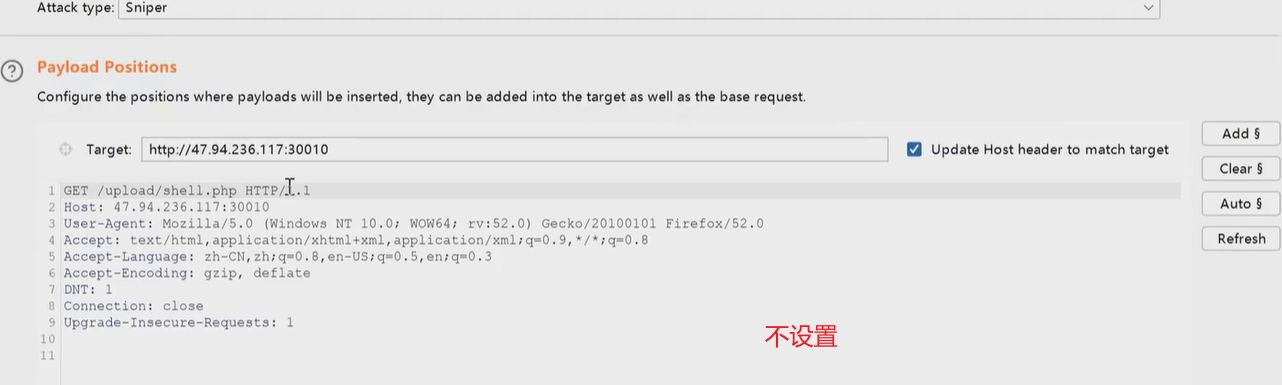 Attack type: Sniper
Payload Positions
Configure the positions where payloads will be inserted, they can be added into the target as well as the base request.
Target: http://47.94.236.117:30010 Update Host header to match target
Add §
Clear §
Auto §
Refresh
1 GET /upload/shell.php HTTP/1.1
2 Host: 47.94.236.117:30010
3 User-Agent: Mozilla/5.0 (Windows NT 10.0; WOW64; rv:52.0) Gecko/20100101 Firefox/52.0
4 Accept: text/html,application/xhtml+xml,application/xml;q=0.9,*/*;q=0.8
5 Accept-Language: zh-CN,zh;q=0.8,en-US;q=0.5,en;q=0.3
6 Accept-Encoding: gzip, deflate
7 DNT: 1
8 Connection: close
9 Upgrade-Insecure-Requests: 1
10
11
不设置